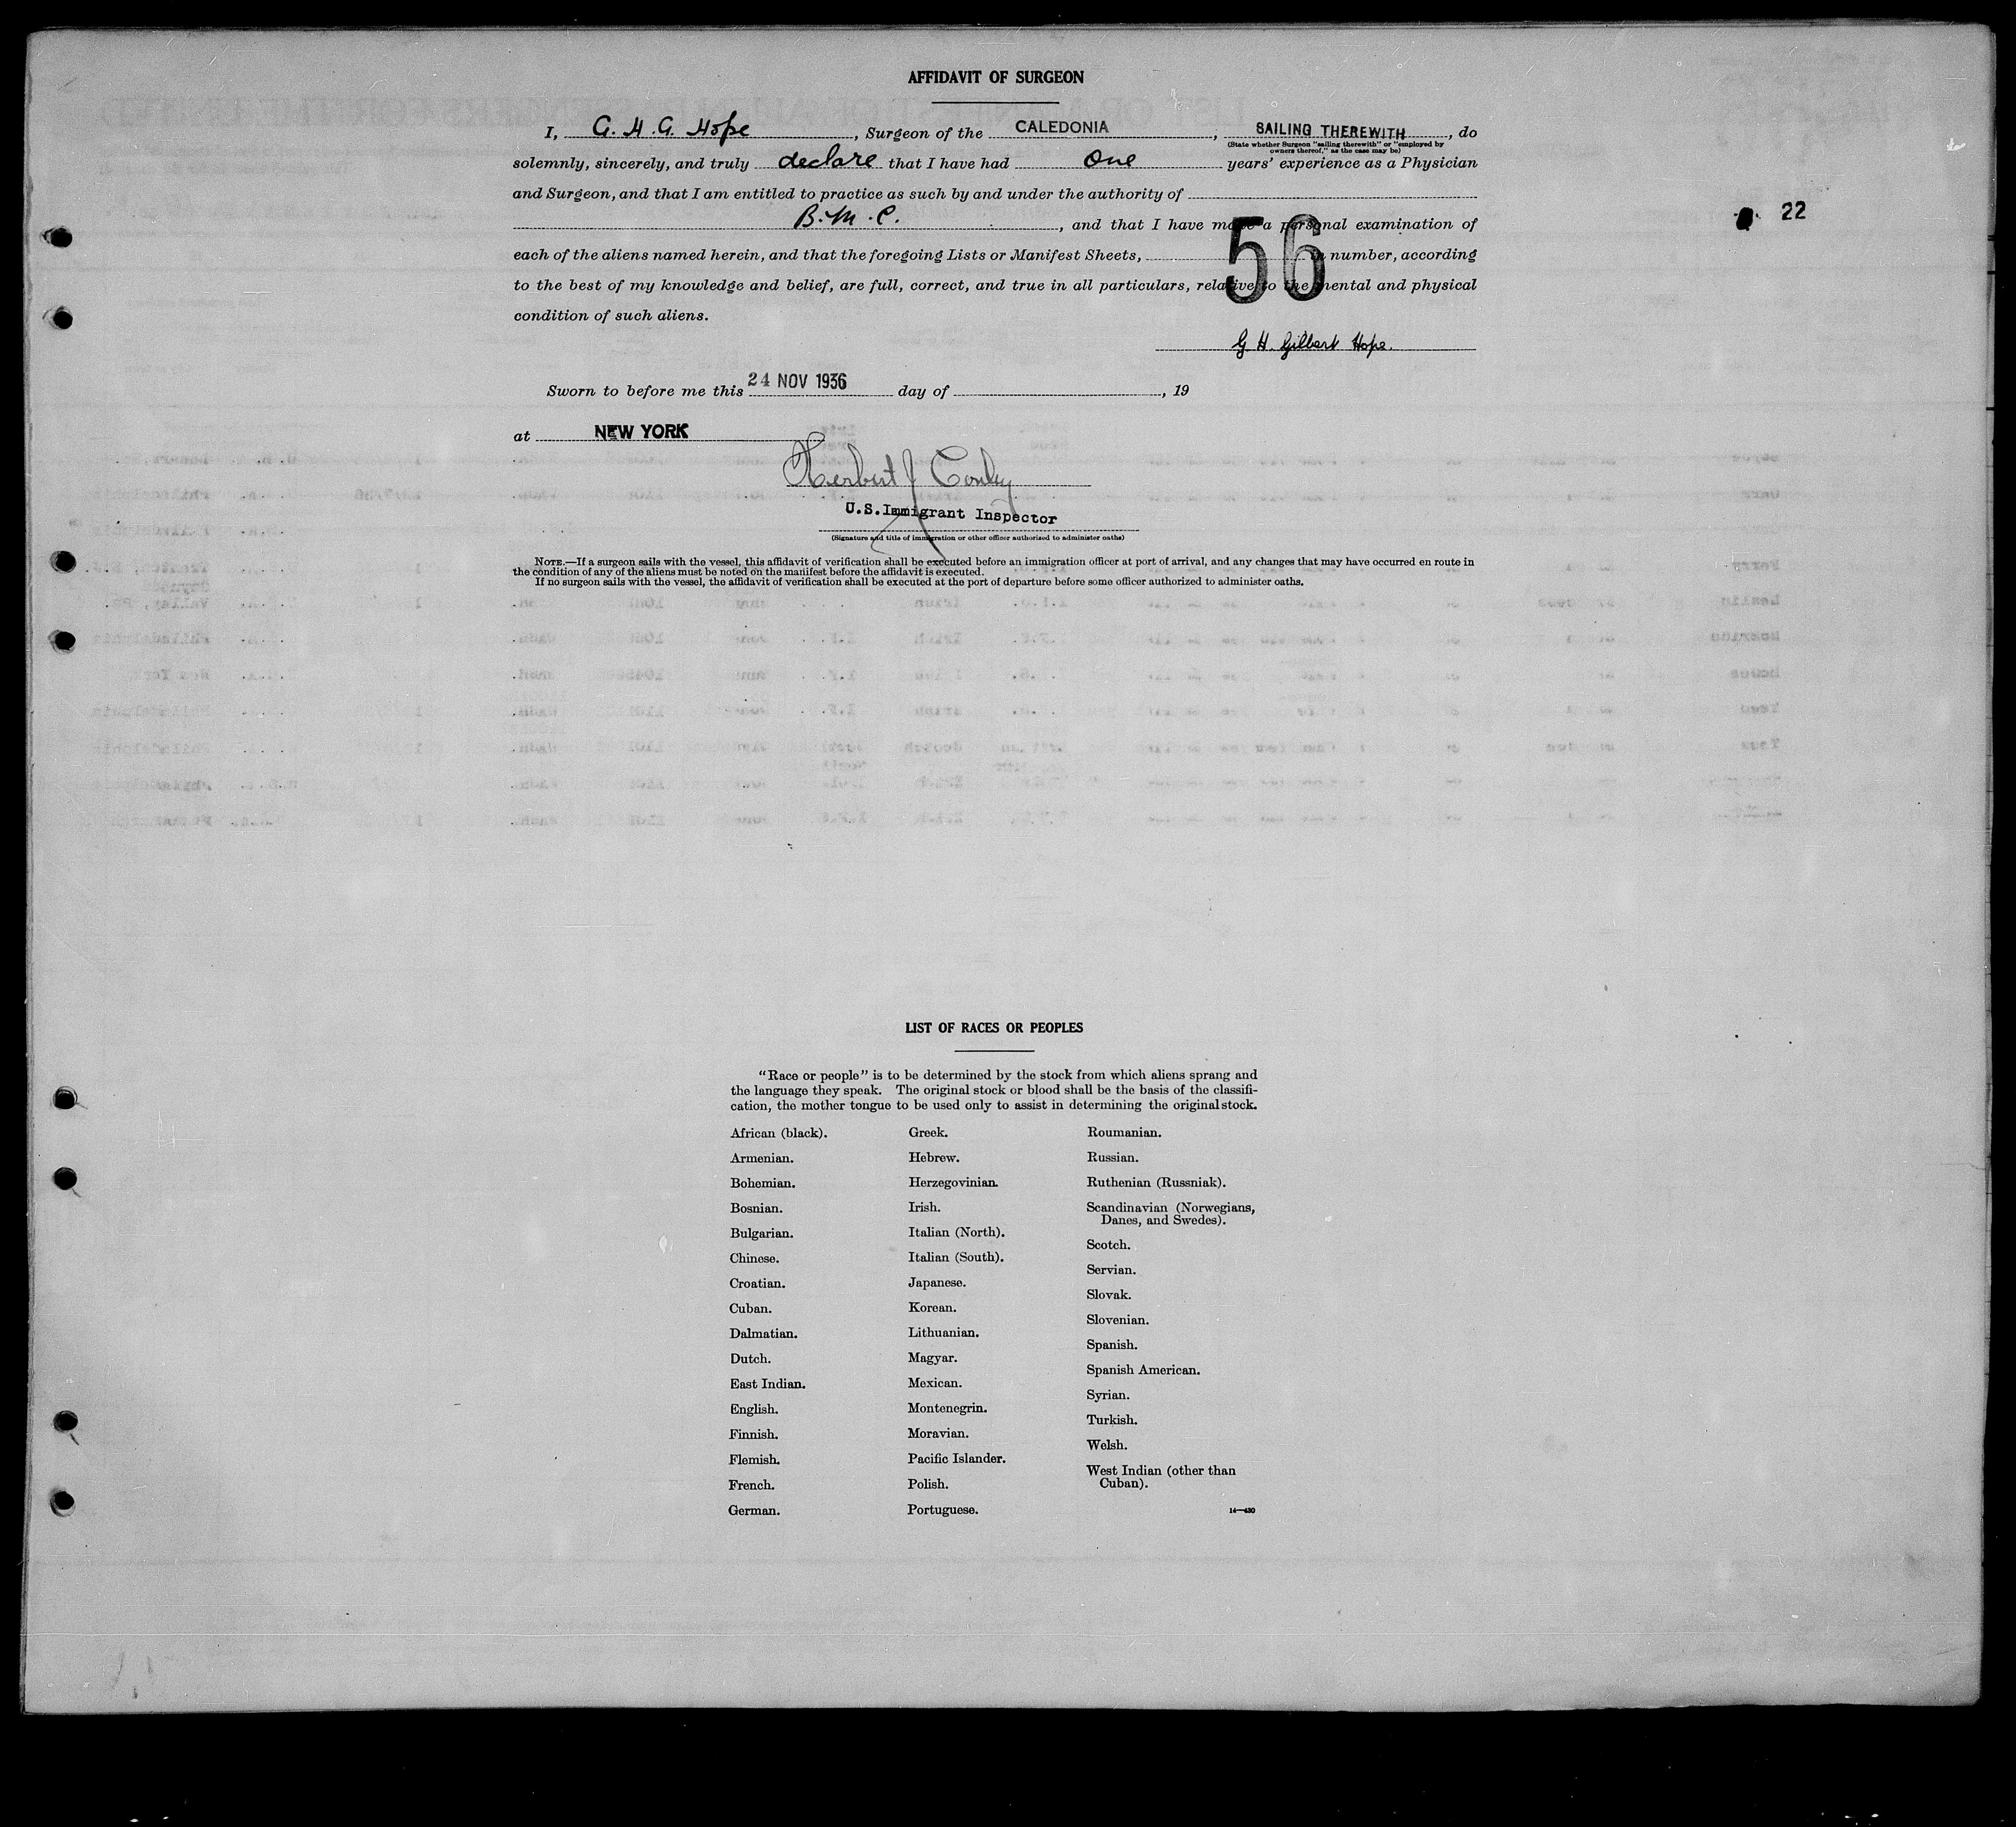 AFFIDAVIT OF SURGEON
I, G. H. G. Hope, Surgeon of the CALEDONIA, SAILING THEREWITH, do
(State whether Surgeon "sailing therewith" or "employed by
owners thereof," as the case may be)
solemnly, sincerely, and truly declare that I have had One years' experience as a Physician
and Surgeon, and that I am entitled to practice as such by and under the authority of
B.M.C., and that I have made a personal examination of
22
each of the aliens named herein, and that the foregoing Lists or Manifest Sheets, 56 in number, according
to the best of my knowledge and belief, are full, correct, and true in all particulars, relative to the mental and physical
condition of such aliens.
G H. Gilbert Hope.
Sworn to before me this 24 NOV 1936 day of , 19
at NEW YORK
Herbert J Conley
U.S.Immigrant Inspector
(Signature and title of immigration or other officer authorized to administer oaths)
NOTE.—If a surgeon sails with the vessel, this affidavit of verification shall be executed before an immigration officer at port of arrival, and any changes that may have occurred en route in
the condition of any of the aliens must be noted on the manifest before the affidavit is executed.
If no surgeon sails with the vessel, the affidavit of verification shall be executed at the port of departure before some officer authorized to administer oaths.
LIST OF RACES OR PEOPLES
"Race or people" is to be determined by the stock from which aliens sprang and
the language they speak. The original stock or blood shall be the basis of the classifi-
cation, the mother tongue to be used only to assist in determining the original stock.
African (black).
Armenian.
Bohemian.
Bosnian.
Bulgarian.
Chinese.
Croatian.
Cuban.
Dalmatian.
Dutch.
East Indian.
English.
Finnish.
Flemish.
French.
German.
Greek.
Hebrew.
Herzegovinian.
Irish.
Italian (North).
Italian (South).
Japanese.
Korean.
Lithuanian.
Magyar.
Mexican.
Montenegrin.
Moravian.
Pacific Islander.
Polish.
Portuguese.
Roumanian.
Russian.
Ruthenian (Russniak).
Scandinavian (Norwegians,
Danes, and Swedes).
Scotch.
Servian.
Slovak.
Slovenian.
Spanish.
Spanish American.
Syrian.
Turkish.
Welsh.
West Indian (other than
Cuban).
14—430